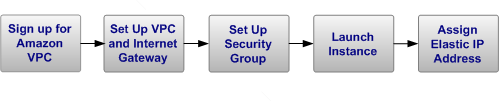 Sign up for
Amazon
VPC
Set Up VPC
and Internet
Gateway
Set Up
Security
Group
Launch
Instance
Assign
Elastic IP
Address